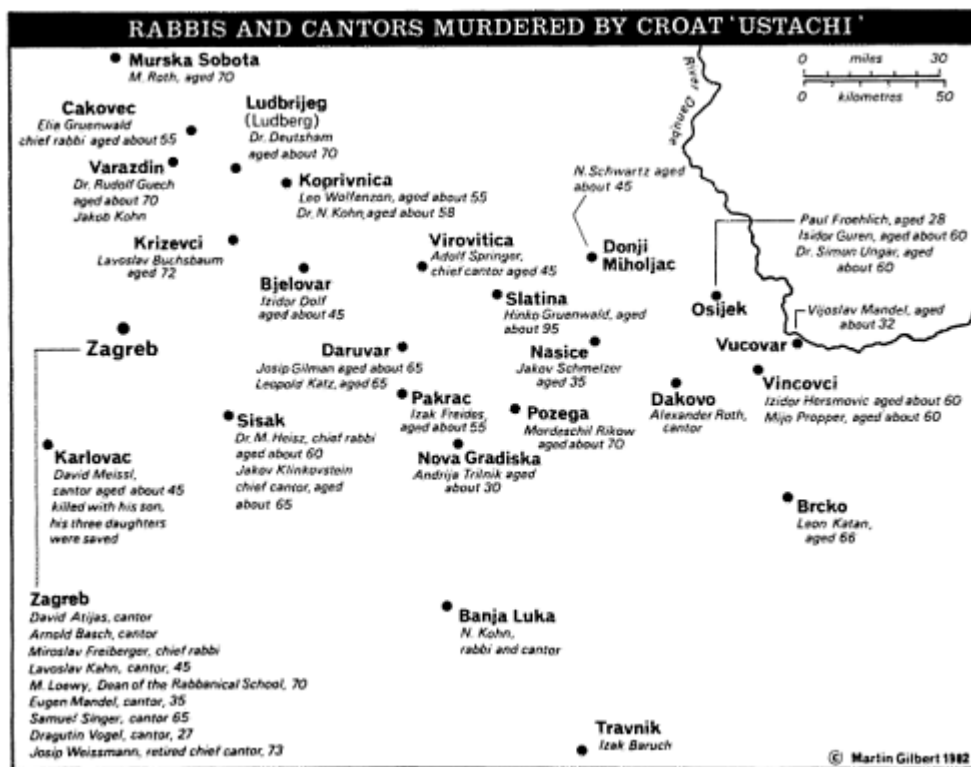 RABBIS AND CANTORS MURDERED BY CROAT 'USTACHI'
Murska Sobota
M. Roth, aged 70
0 miles 30
0 kilometres 50
River Danube
Cakovec
Elia Gruenwald
chief rabbi aged about 55
Ludbrijeg
(Ludberg)
Dr. Deutsham
aged about 70
Varazdin
Dr. Rudolf Guech
aged about 70
Jakob Kohn
Koprivnica
Leo Wolfenzon, aged about 55
Dr. N. Kohn, aged about 58
N. Schwartz aged
about 45
Krizevci
Lavoslav Buchsbaum
aged 72
Virovitica
Adolf Springer,
chief cantor aged 45
Donji
Miholjac
Paul Froehlich, aged 28
Isidor Guren, aged about 60
Dr. Simon Ungar, aged
about 60
Bjelovar
Izidor Dolf
aged about 45
Slatina
Hinko Gruenwald, aged
about 95
Osijek
Vijoslav Mandel, aged
about 32
Zagreb
Daruvar
Josip Gilman aged about 65
Leopold Katz, aged 65
Nasice
Jakov Schmelzer
aged 35
Vucovar
Vincovci
Izidor Hersmovic aged about 60
Mijo Propper, aged about 60
Pakrac
Izak Freides,
aged about 55
Pozega
Mordeschil Rikow
aged about 70
Dakovo
Alexander Roth,
cantor
Sisak
Dr. M. Heisz, chief rabbi
aged about 60
Jakov Klinkovstein
chief cantor, aged
about 65
Karlovac
David Meissl,
cantor aged about 45
killed with his son,
his three daughters
were saved
Nova Gradiska
Andrija Trilnik aged
about 30
Brcko
Leon Katan,
aged 66
Zagreb
David Atijas, cantor
Arnold Basch, cantor
Miroslav Freiberger, chief rabbi
Lavoslav Kahn, cantor, 45
M. Loewy, Dean of the Rabbanical School, 70
Eugen Mandel, cantor, 35
Samuel Singer, cantor 65
Dragutin Vogel, cantor, 27
Josip Weissmann, retired chief cantor, 73
Banja Luka
N. Kohn,
rabbi and cantor
Travnik
Izak Baruch
© Martin Gilbert 1982